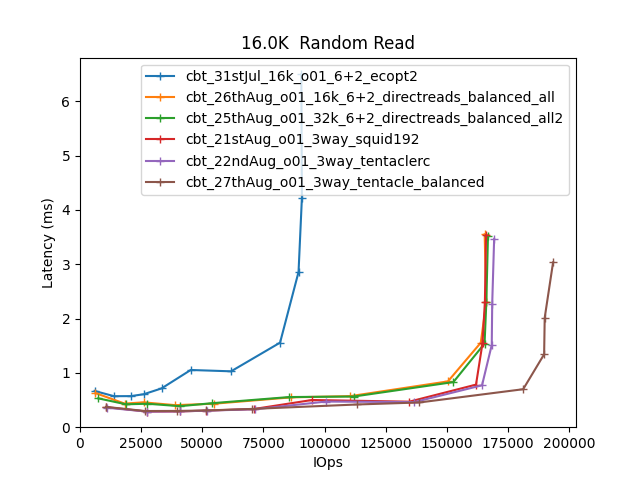 16.0K  Random Read
cbt_31stJul_16k_o01_6+2_ecopt2
cbt_26thAug_o01_16k_6+2_directreads_balanced_all
cbt_25thAug_o01_32k_6+2_directreads_balanced_all2
cbt_21stAug_o01_3way_squid192
cbt_22ndAug_o01_3way_tentaclerc
cbt_27thAug_o01_3way_tentacle_balanced
Latency (ms)
6
5
4
3
2
1
0
0 25000 50000 75000 100000 125000 150000 175000 200000
IOps